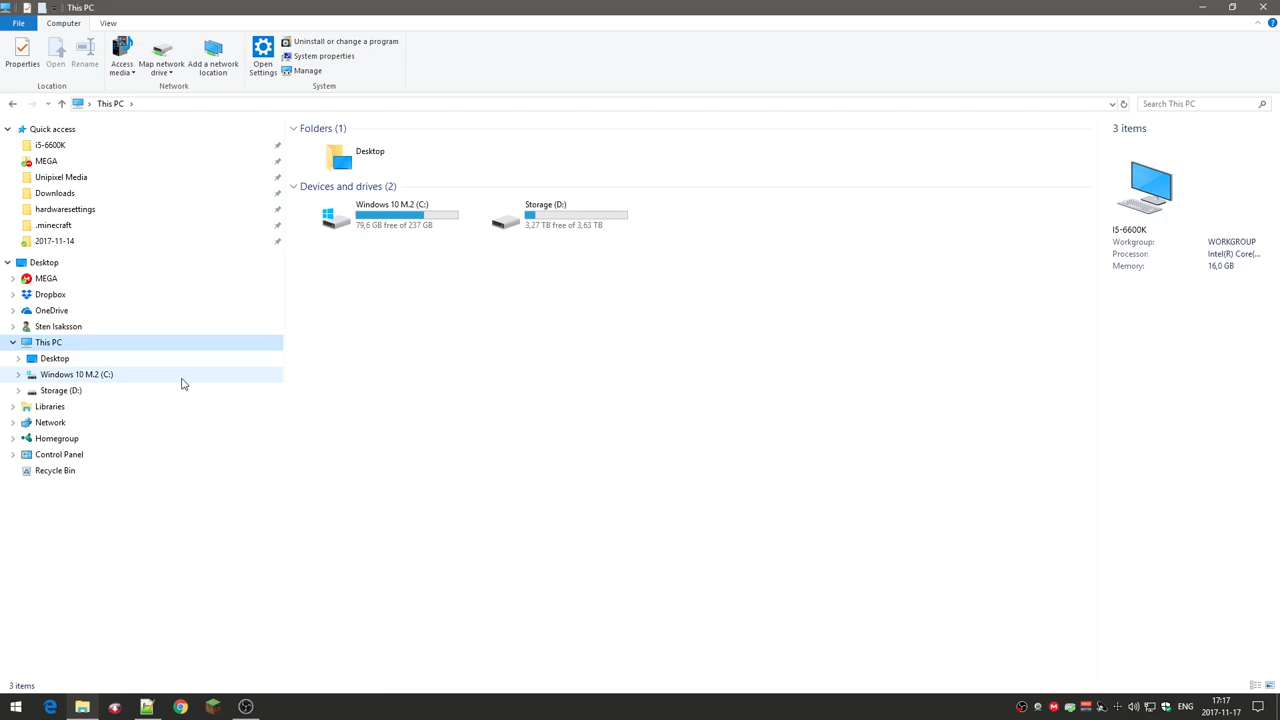 This PC
File
Computer
View
Properties
Open
Rename
Access media
Map network drive
Add a network location
Open Settings
Uninstall or change a program
System properties
Manage
Location
Network
System
This PC
Search This PC
Quick access
i5-6600K
MEGA
Unipixel Media
Downloads
hardwaresettings
.minecraft
2017-11-14
Desktop
MEGA
Dropbox
OneDrive
Sten Isaksson
This PC
Desktop
Windows 10 M.2 (C:)
Storage (D:)
Libraries
Network
Homegroup
Control Panel
Recycle Bin
Folders (1)
Desktop
Devices and drives (2)
Windows 10 M.2 (C:)
79,6 GB free of 237 GB
Storage (D:)
3,27 TB free of 3,63 TB
3 items
I5-6600K
Workgroup: WORKGROUP
Processor: Intel(R) Core(...
Memory: 16,0 GB
3 items
ENG
17:17
2017-11-17